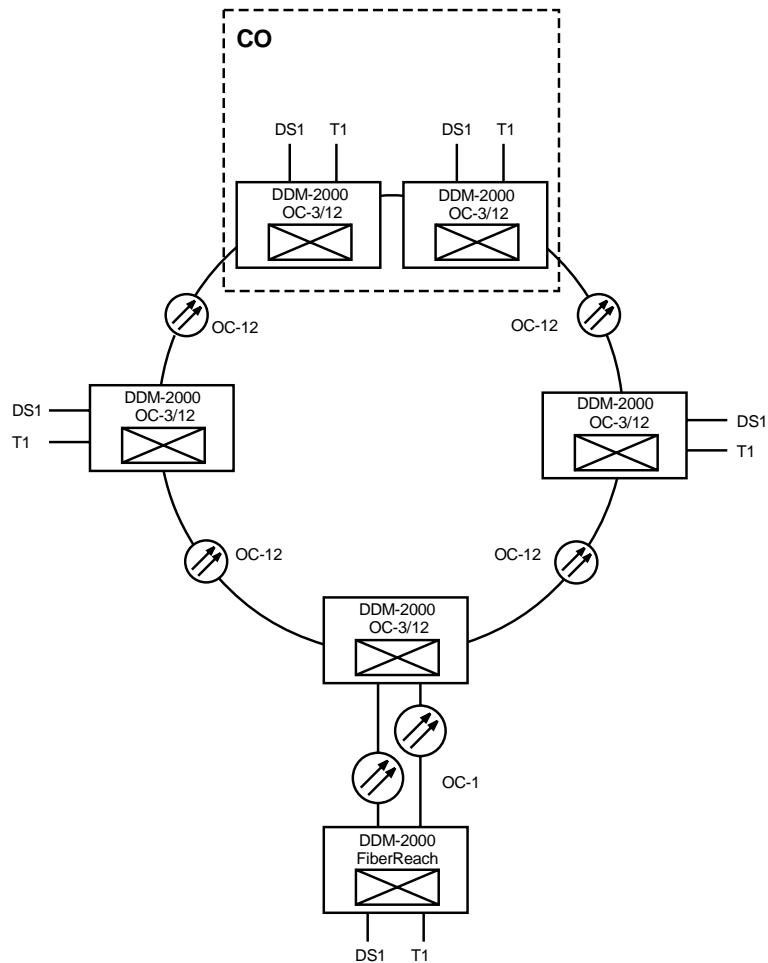 CO
DS1 T1 DS1 T1
DDM-2000 DDM-2000
OC-3/12 OC-3/12
OC-12 OC-12
DDM-2000 DDM-2000
OC-3/12 OC-3/12
DS1 DS1
T1 T1
OC-12 OC-12
DDM-2000
OC-3/12
OC-1
DDM-2000
FiberReach
DS1 T1